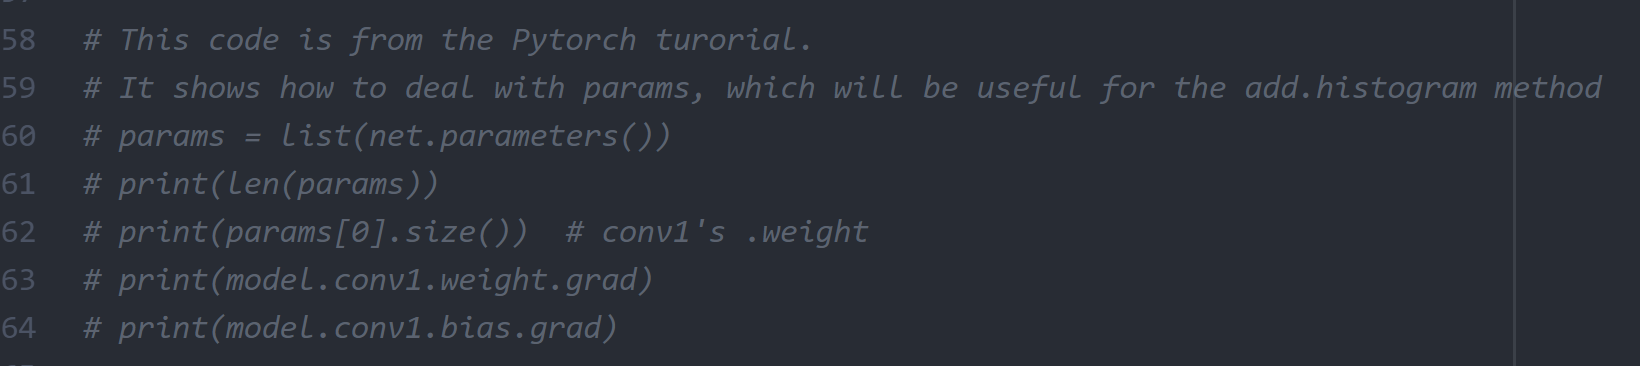 58 # This code is from the Pytorch turorial.
59 # It shows how to deal with params, which will be useful for the add.histogram method
60 # params = list(net.parameters())
61 # print(len(params))
62 # print(params[0].size())  # conv1's .weight
63 # print(model.conv1.weight.grad)
64 # print(model.conv1.bias.grad)